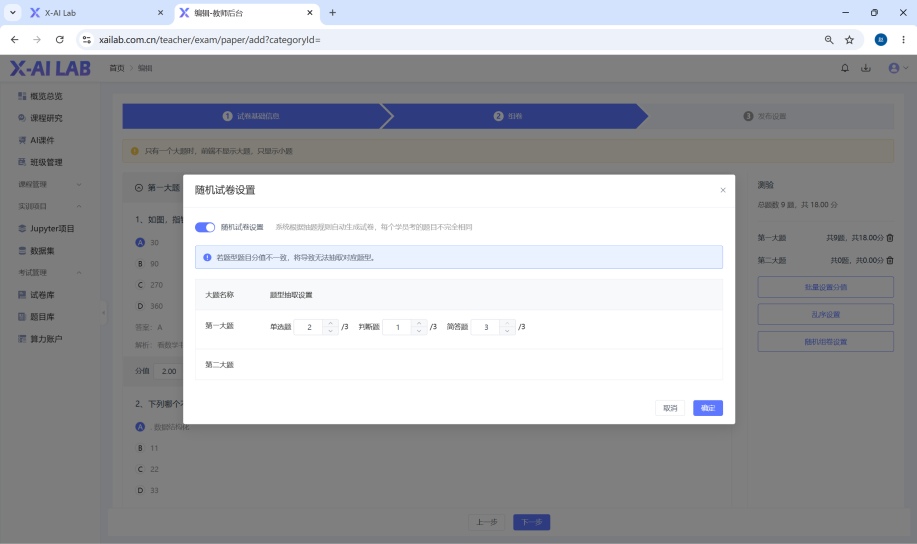 X-AI Lab
编辑-教师后台
xailab.com.cn/teacher/exam/paper/add?categoryId=
X-AI LAB
首页 > 编辑
概览总览
课程研究
AI课件
班级管理
课程管理
实训项目
Jupyter项目
数据集
考试管理
试卷库
题目库
算力账户
1 试卷基础信息
2 组卷
3 发布设置
只有一个大题时，前端不显示大题，只显示小题
第一大题
1、如图，扭
A 30
B 90
C 270
D 360
答案：A
解析：
分值 2.00
2、下列哪个
A
B 11
C 22
D 33
随机试卷设置
随机试卷设置 系统根据抽题规则自动生成试卷，每个学员考的题目不完全相同
若题型题目分值不一致，将导致无法抽取对应题型。
大题名称 题型抽取设置
第一大题 单选题 2 /3 判断题 1 /3 简答题 3 /3
第二大题
取消 确定
测验
总题数 9 题，共 18.00 分
第一大题 共9题，共18.00分
第二大题 共0题，共0.00分
批量设置分值
乱序设置
随机组卷设置
上一步 下一步